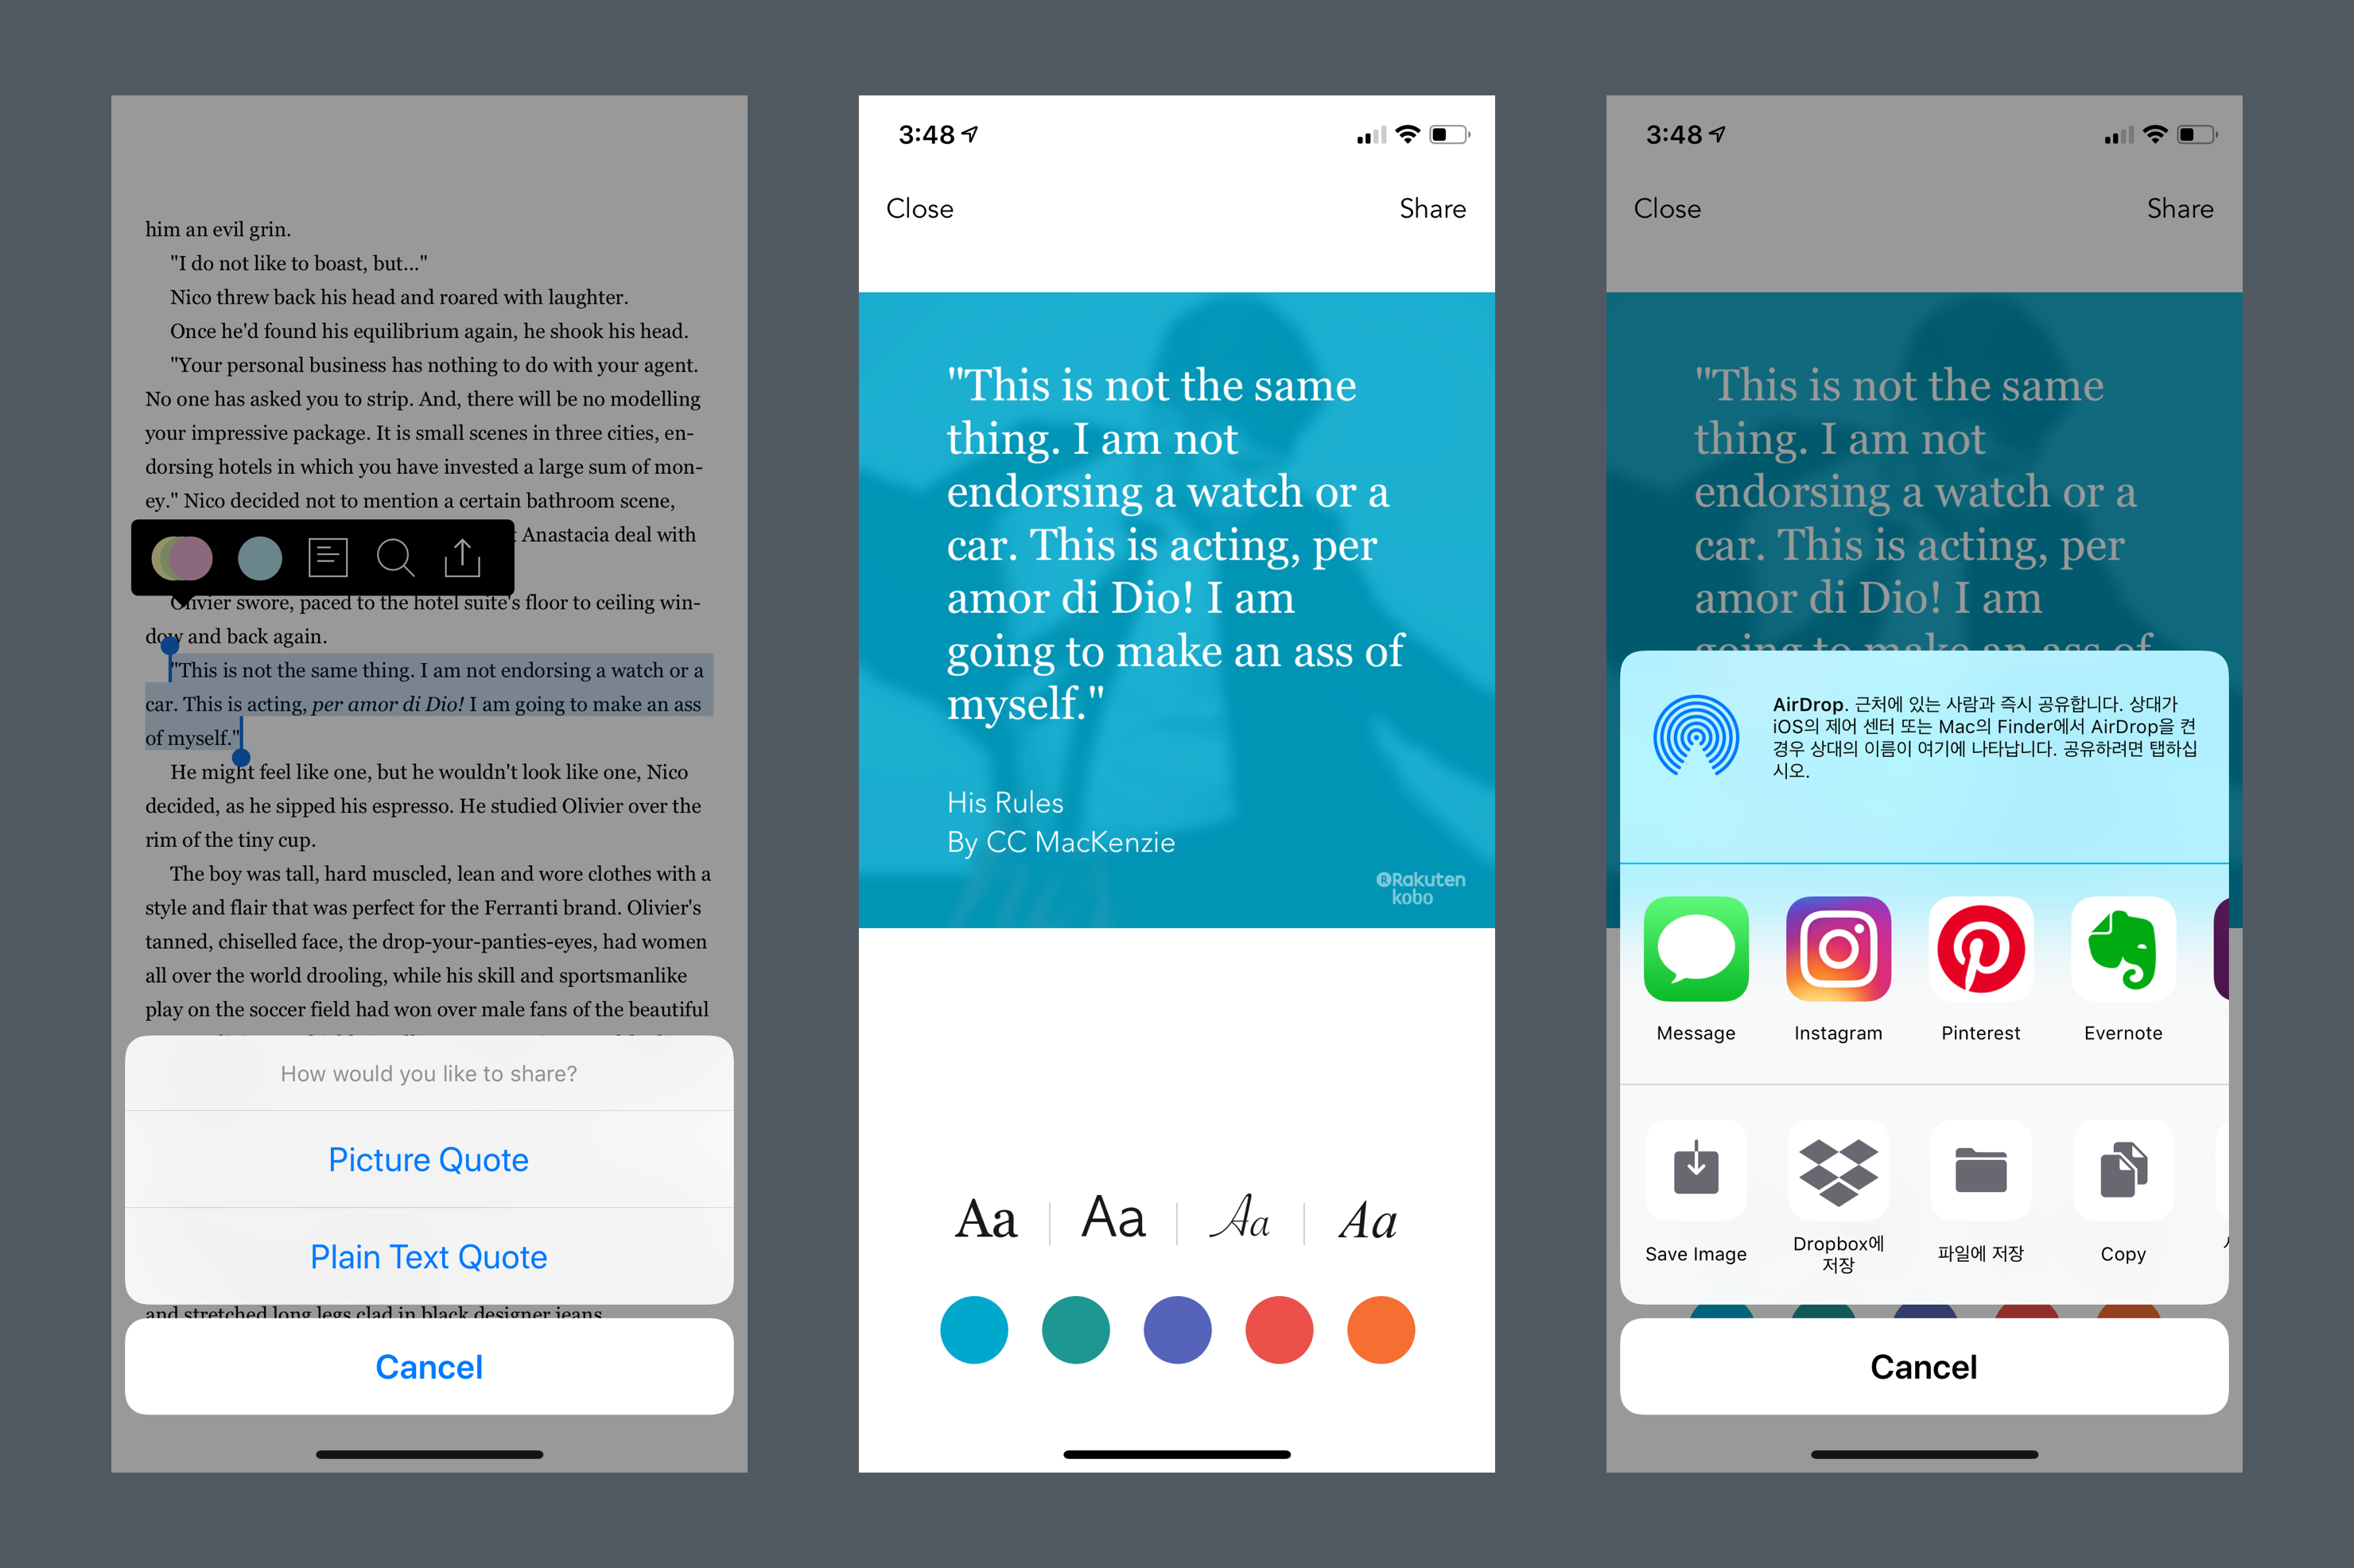 him an evil grin.
"I do not like to boast, but..."
Nico threw back his head and roared with laughter.
Once he'd found his equilibrium again, he shook his head.
"Your personal business has nothing to do with your agent.
No one has asked you to strip. And, there will be no modelling
your impressive package. It is small scenes in three cities, en-
dorsing hotels in which you have invested a large sum of mon-
ey." Nico decided not to mention a certain bathroom scene,
Anastacia deal with
Olivier swore, paced to the hotel suite's floor to ceiling win-
dow and back again.
"This is not the same thing. I am not endorsing a watch or a
car. This is acting, per amor di Dio! I am going to make an ass
of myself."
He might feel like one, but he wouldn't look like one, Nico
decided, as he sipped his espresso. He studied Olivier over the
rim of the tiny cup.
The boy was tall, hard muscled, lean and wore clothes with a
style and flair that was perfect for the Ferranti brand. Olivier's
tanned, chiselled face, the drop-your-panties-eyes, had women
all over the world drooling, while his skill and sportsmanlike
play on the soccer field had won over male fans of the beautiful
How would you like to share?
Picture Quote
Plain Text Quote
and stretched long legs clad in black designer jeans
Cancel
3:48
Close Share
"This is not the same
thing. I am not
endorsing a watch or a
car. This is acting, per
amor di Dio! I am
going to make an ass of
myself."
His Rules
By CC MacKenzie
Rakuten
kobo
Aa Aa Aa Aa
3:48
Close Share
"This is not the same
thing. I am not
endorsing a watch or a
car. This is acting, per
amor di Dio! I am
going to make an ass of
AirDrop. 근처에 있는 사람과 즉시 공유합니다. 상대가
iOS의 제어 센터 또는 Mac의 Finder에서 AirDrop을 켠
경우 상대의 이름이 여기에 나타납니다. 공유하려면 탭하십
시오.
Message Instagram Pinterest Evernote
Save Image Dropbox에 파일에 저장 Copy
저장
Cancel